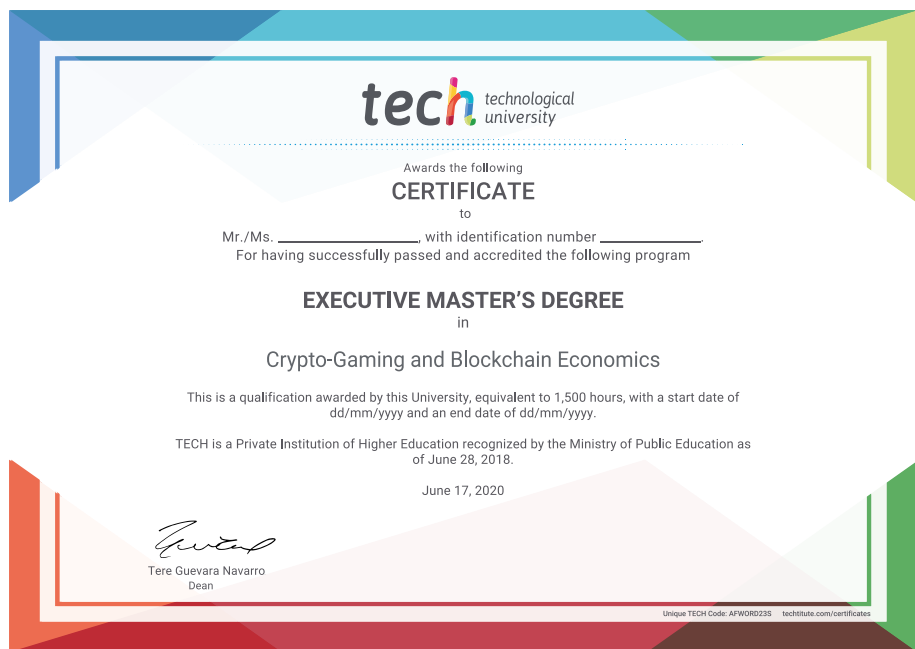 tech technological
university
Awards the following
CERTIFICATE
to
Mr./Ms. ____________________, with identification number ______________.
For having successfully passed and accredited the following program
EXECUTIVE MASTER’S DEGREE
in
Crypto-Gaming and Blockchain Economics
This is a qualification awarded by this University, equivalent to 1,500 hours, with a start date of
dd/mm/yyyy and an end date of dd/mm/yyyy.
TECH is a Private Institution of Higher Education recognized by the Ministry of Public Education as
of June 28, 2018.
June 17, 2020
Tere Guevara Navarro
Dean
Unique TECH Code: AFWORD23S techtitute.com/certificates